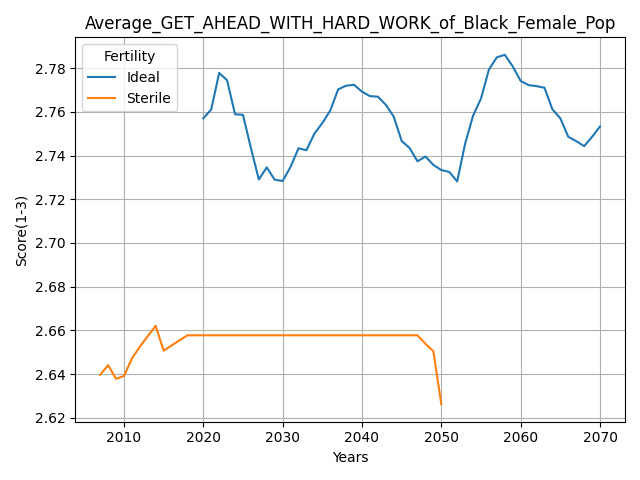 Average_GET_AHEAD_WITH_HARD_WORK_of_Black_Female_Pop
Fertility
Ideal
Sterile
Score(1-3)
2.78
2.76
2.74
2.72
2.70
2.68
2.66
2.64
2.62
2010 2020 2030 2040 2050 2060 2070
Years